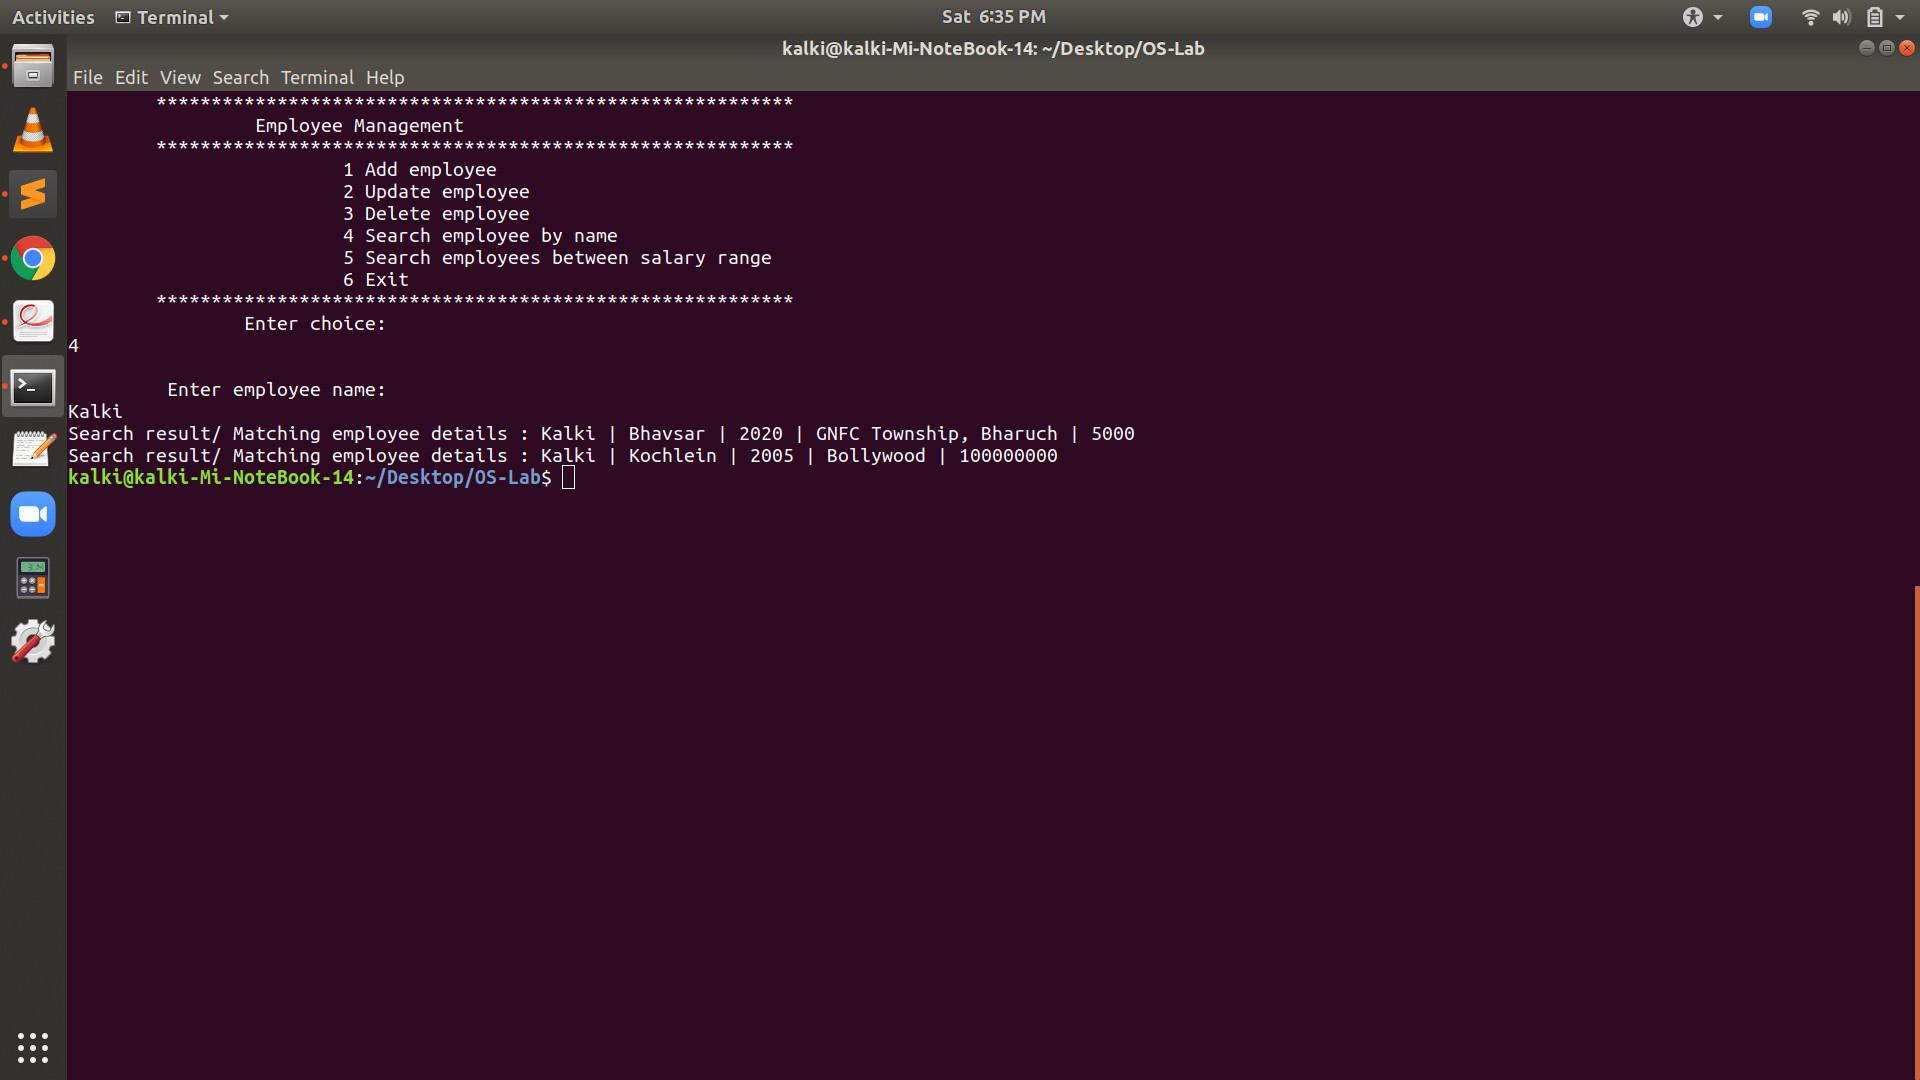 Activities Terminal Sat 6:35 PM
kalki@kalki-Mi-NoteBook-14: ~/Desktop/OS-Lab
File Edit View Search Terminal Help
**********************************************************
Employee Management
**********************************************************
1 Add employee
2 Update employee
3 Delete employee
4 Search employee by name
5 Search employees between salary range
6 Exit
**********************************************************
Enter choice:
4
Enter employee name:
Kalki
Search result/ Matching employee details : Kalki | Bhavsar | 2020 | GNFC Township, Bharuch | 5000
Search result/ Matching employee details : Kalki | Kochlein | 2005 | Bollywood | 100000000
kalki@kalki-Mi-NoteBook-14:~/Desktop/OS-Lab$